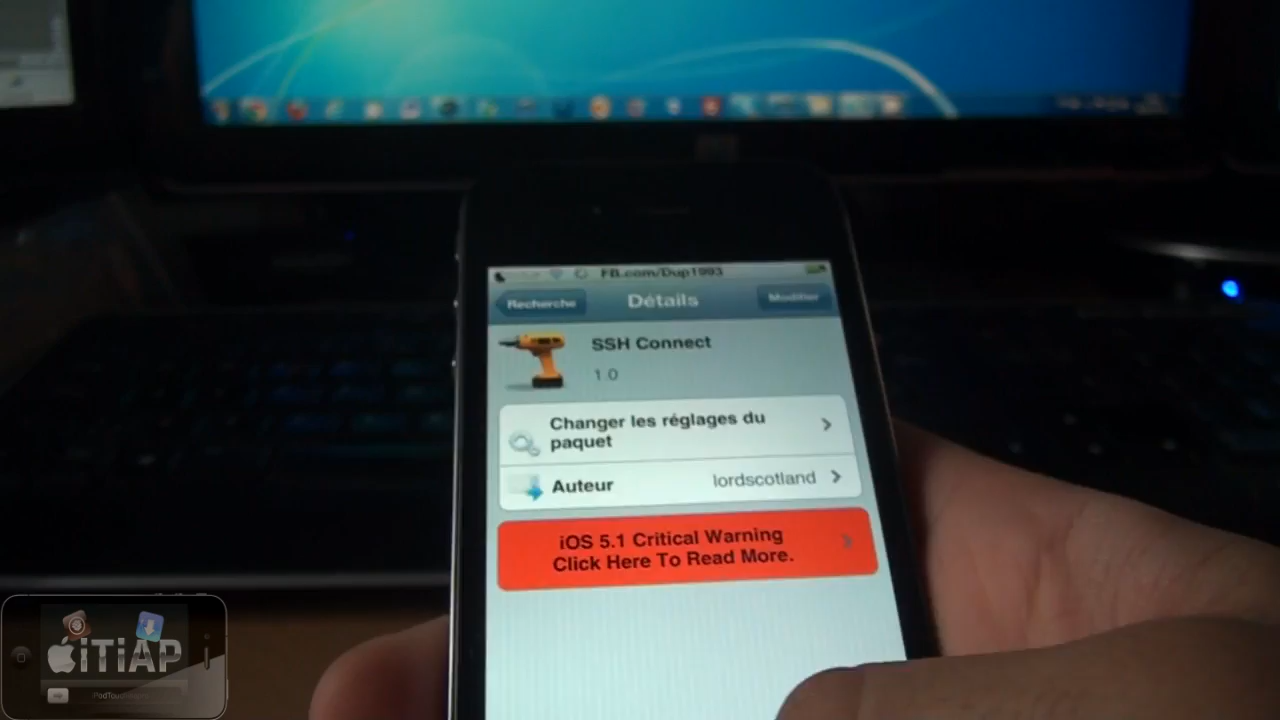 FB.com/Dup1993
Recherche
Détails
Modifier
SSH Connect
1.0
Changer les réglages du
paquet
Auteur
lordscotland
iOS 5.1 Critical Warning
Click Here To Read More.
iTiAP